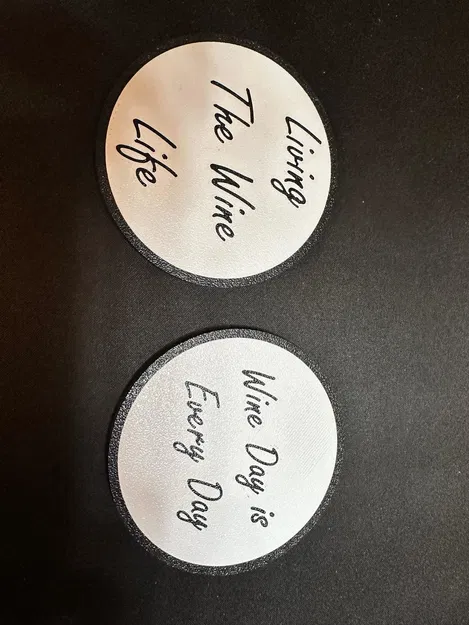 Living
The Wine
Life
Wine Day is
Every Day